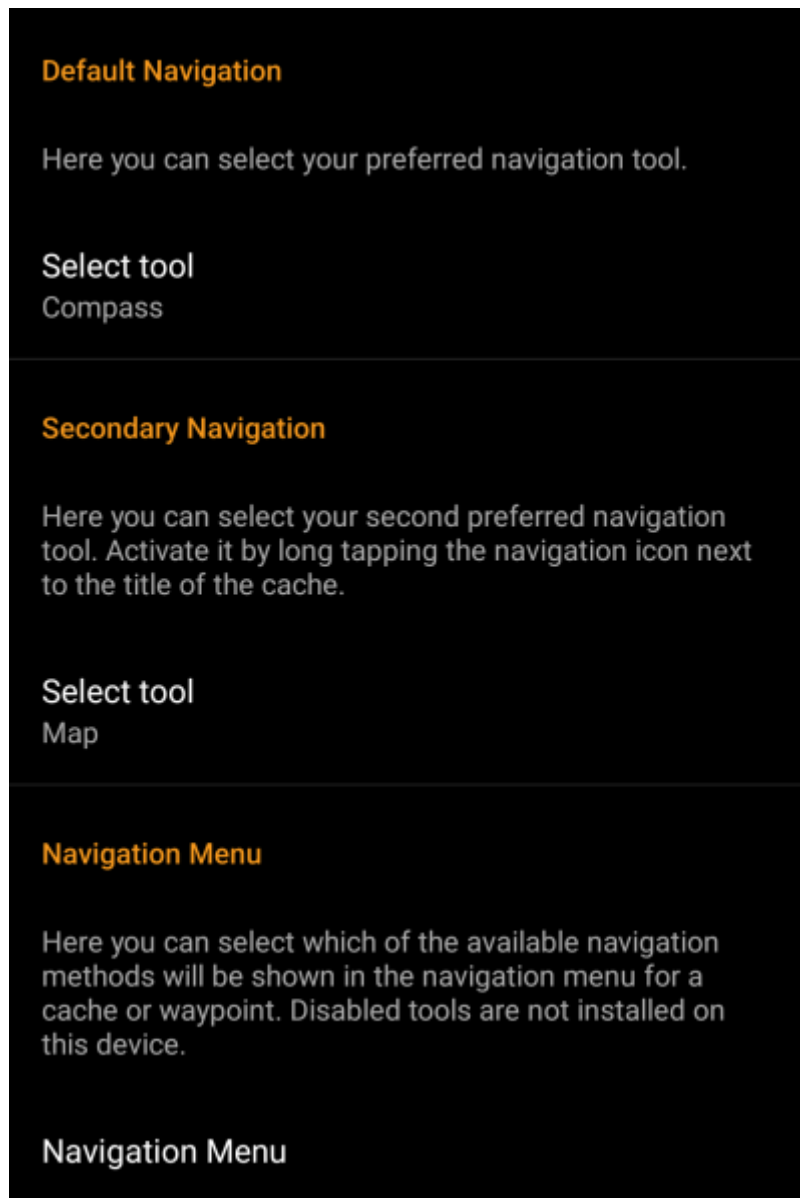 Default Navigation
Here you can select your preferred navigation tool.
Select tool
Compass
Secondary Navigation
Here you can select your second preferred navigation
tool. Activate it by long tapping the navigation icon next
to the title of the cache.
Select tool
Map
Navigation Menu
Here you can select which of the available navigation
methods will be shown in the navigation menu for a
cache or waypoint. Disabled tools are not installed on
this device.
Navigation Menu